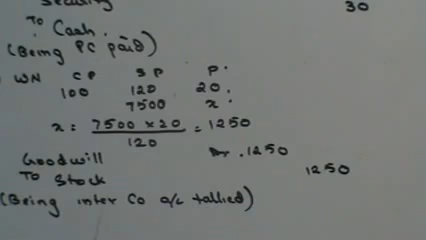 Security 30
To Cash.
(Being PC paid)
WN CP SP P.
100 120 20.
7500 x.
x = 7500 x 20 / 120 = 1250
Goodwill Dr. 1250
To Stock 1250
(Being inter Co a/c tallied)